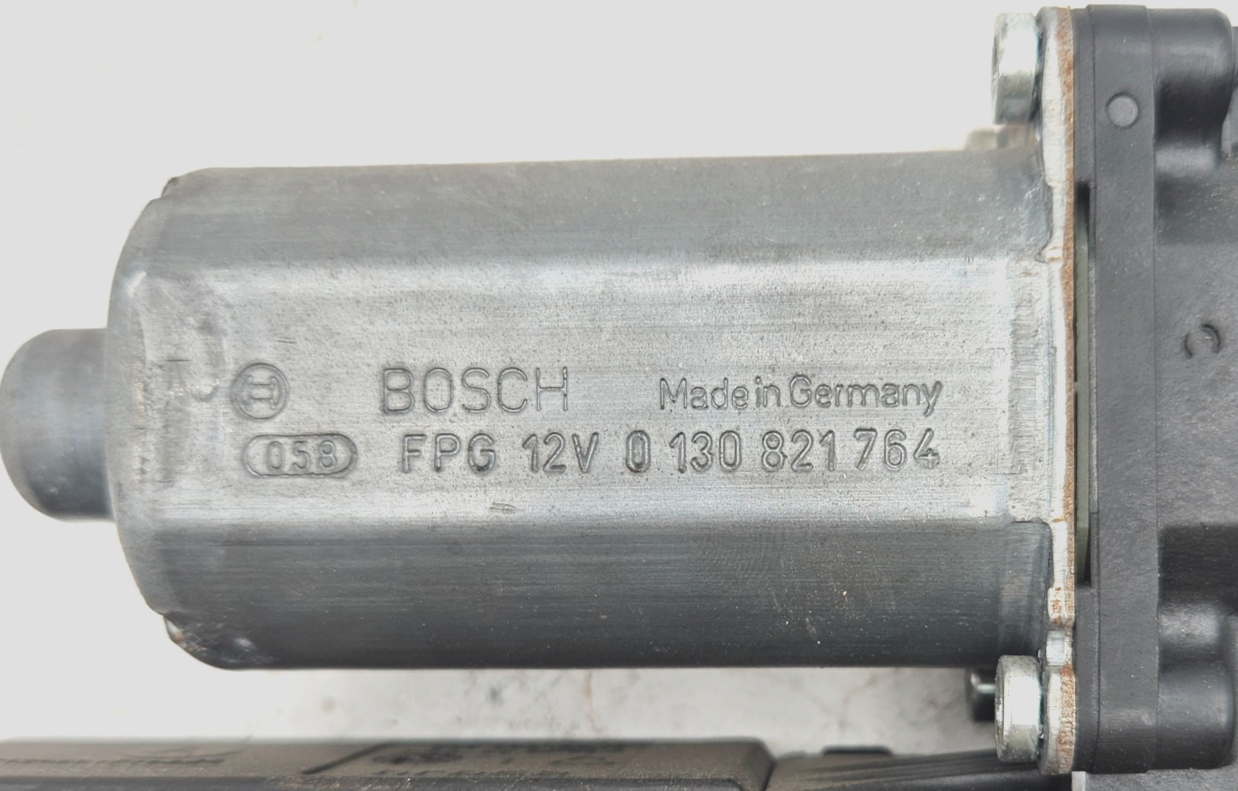 BOSCH Made in Germany
058 FPG 12V 0 130 821 764